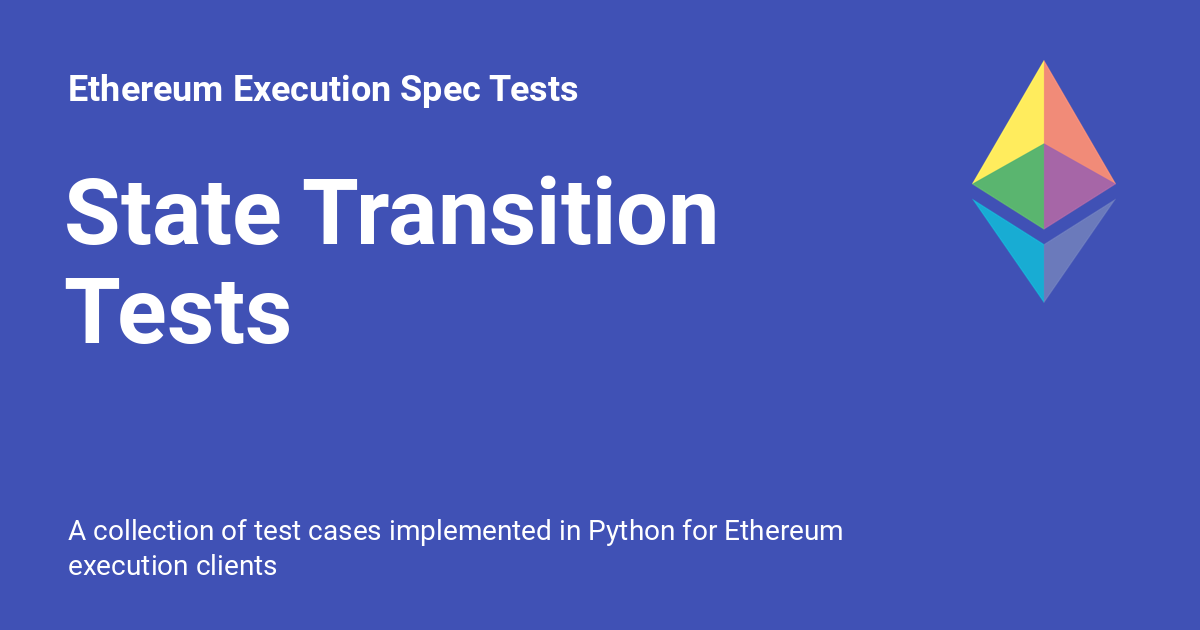 Ethereum Execution Spec Tests
State Transition
Tests
A collection of test cases implemented in Python for Ethereum
execution clients